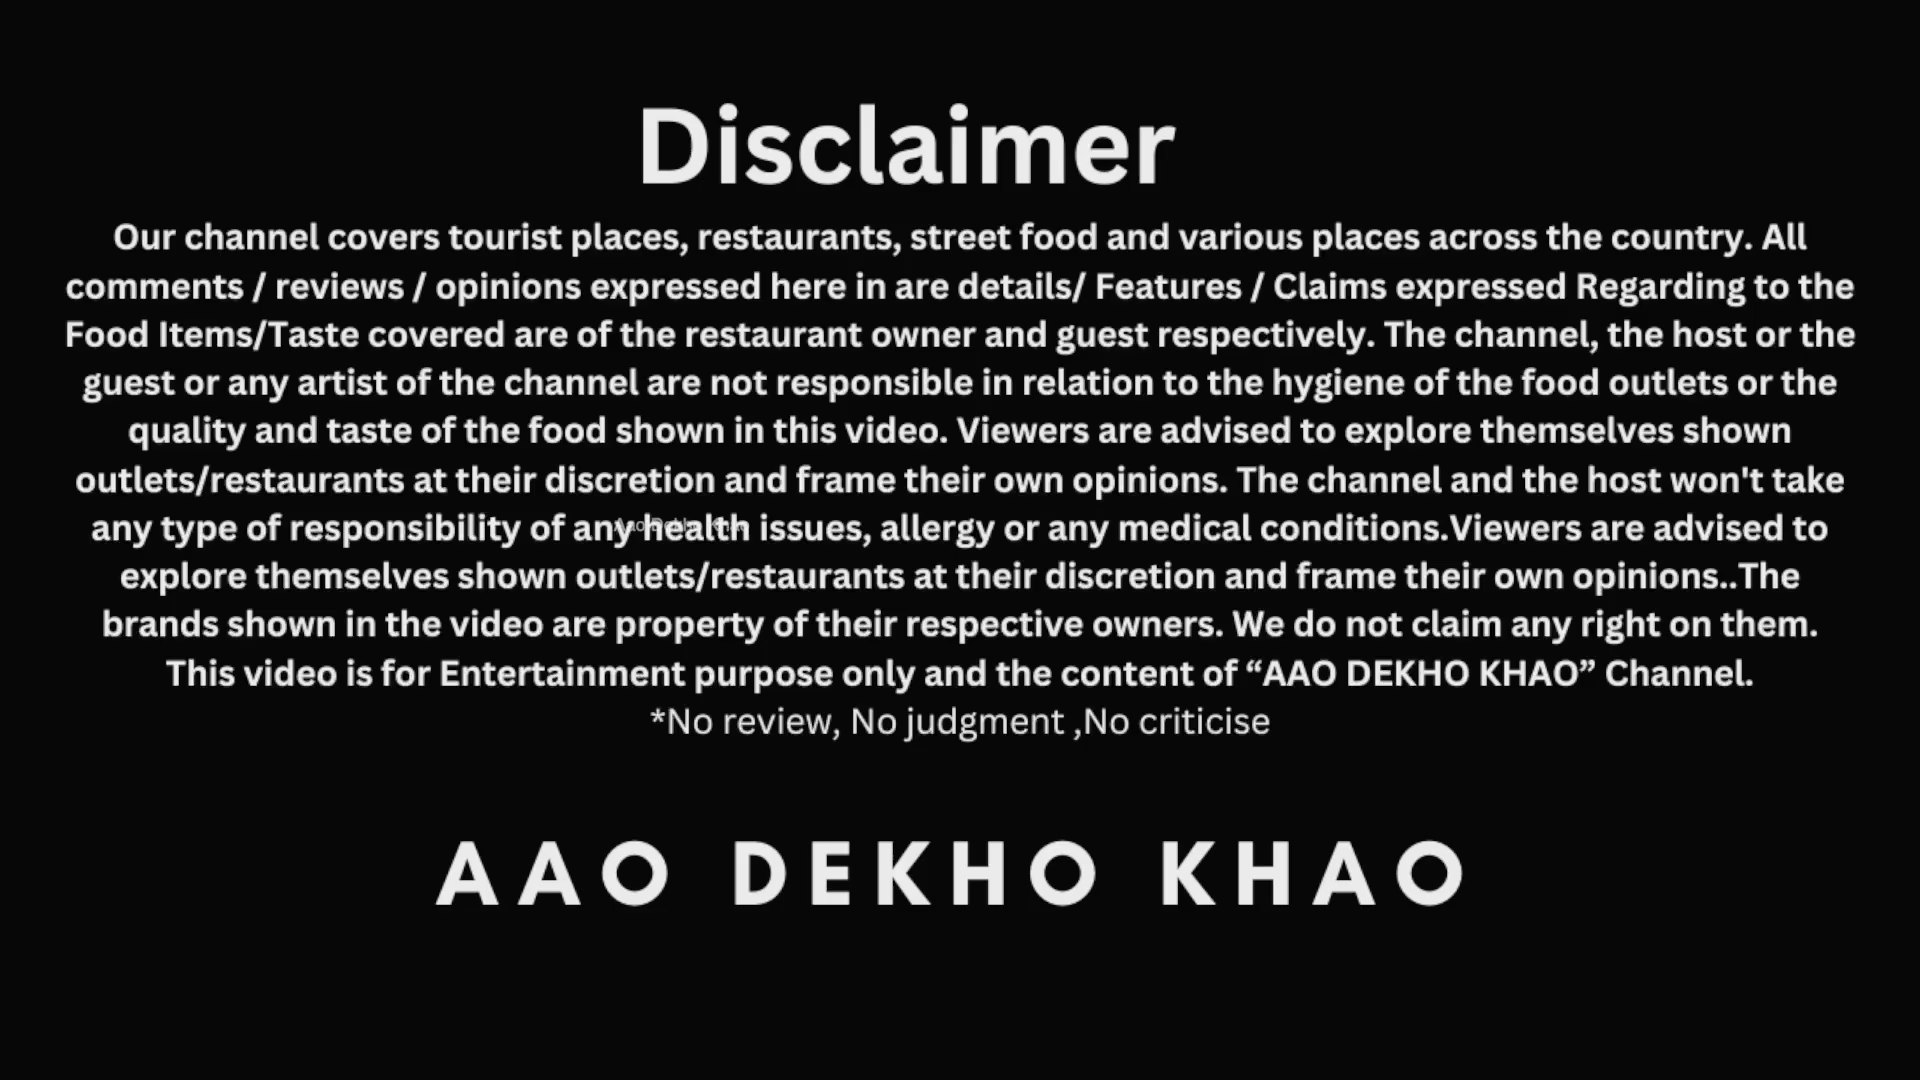 Disclaimer
Our channel covers tourist places, restaurants, street food and various places across the country. All
comments / reviews / opinions expressed here in are details/ Features / Claims expressed Regarding to the
Food Items/Taste covered are of the restaurant owner and guest respectively. The channel, the host or the
guest or any artist of the channel are not responsible in relation to the hygiene of the food outlets or the
quality and taste of the food shown in this video. Viewers are advised to explore themselves shown
outlets/restaurants at their discretion and frame their own opinions. The channel and the host won't take
any type of responsibility of any health issues, allergy or any medical conditions.Viewers are advised to
Aao Dekho Khao
explore themselves shown outlets/restaurants at their discretion and frame their own opinions..The
brands shown in the video are property of their respective owners. We do not claim any right on them.
This video is for Entertainment purpose only and the content of “AAO DEKHO KHAO” Channel.
*No review, No judgment ,No criticise
AAO DEKHO KHAO